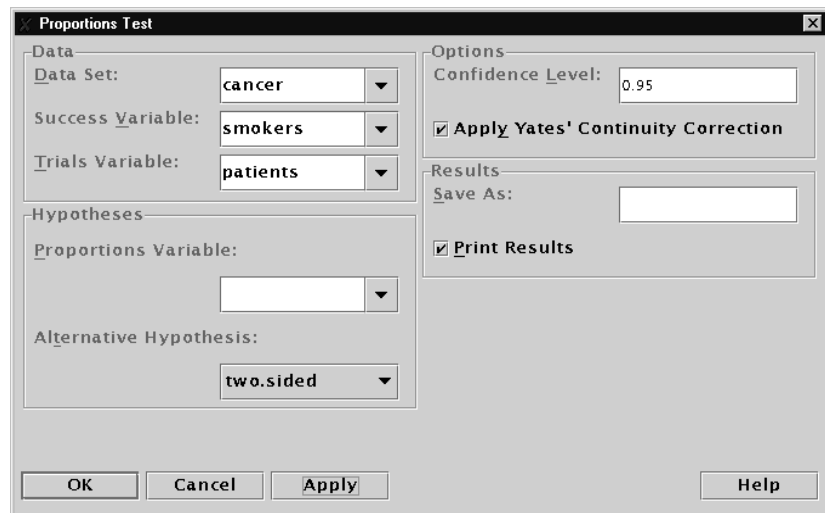 Proportions Test
Data
Data Set:
cancer
Success Variable:
smokers
Trials Variable:
patients
Hypotheses
Proportions Variable:
Alternative Hypothesis:
two.sided
Options
Confidence Level:
0.95
Apply Yates' Continuity Correction
Results
Save As:
Print Results
OK
Cancel
Apply
Help